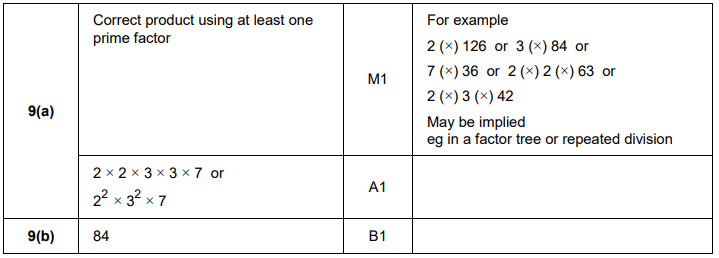 9(a)
Correct product using at least one
prime factor
M1
For example
2 (×) 126 or 3 (×) 84 or
7 (×) 36 or 2 (×) 2 (×) 63 or
2 (×) 3 (×) 42
May be implied
eg in a factor tree or repeated division
2 × 2 × 3 × 3 × 7 or
2² × 3² × 7
A1
9(b)
84
B1